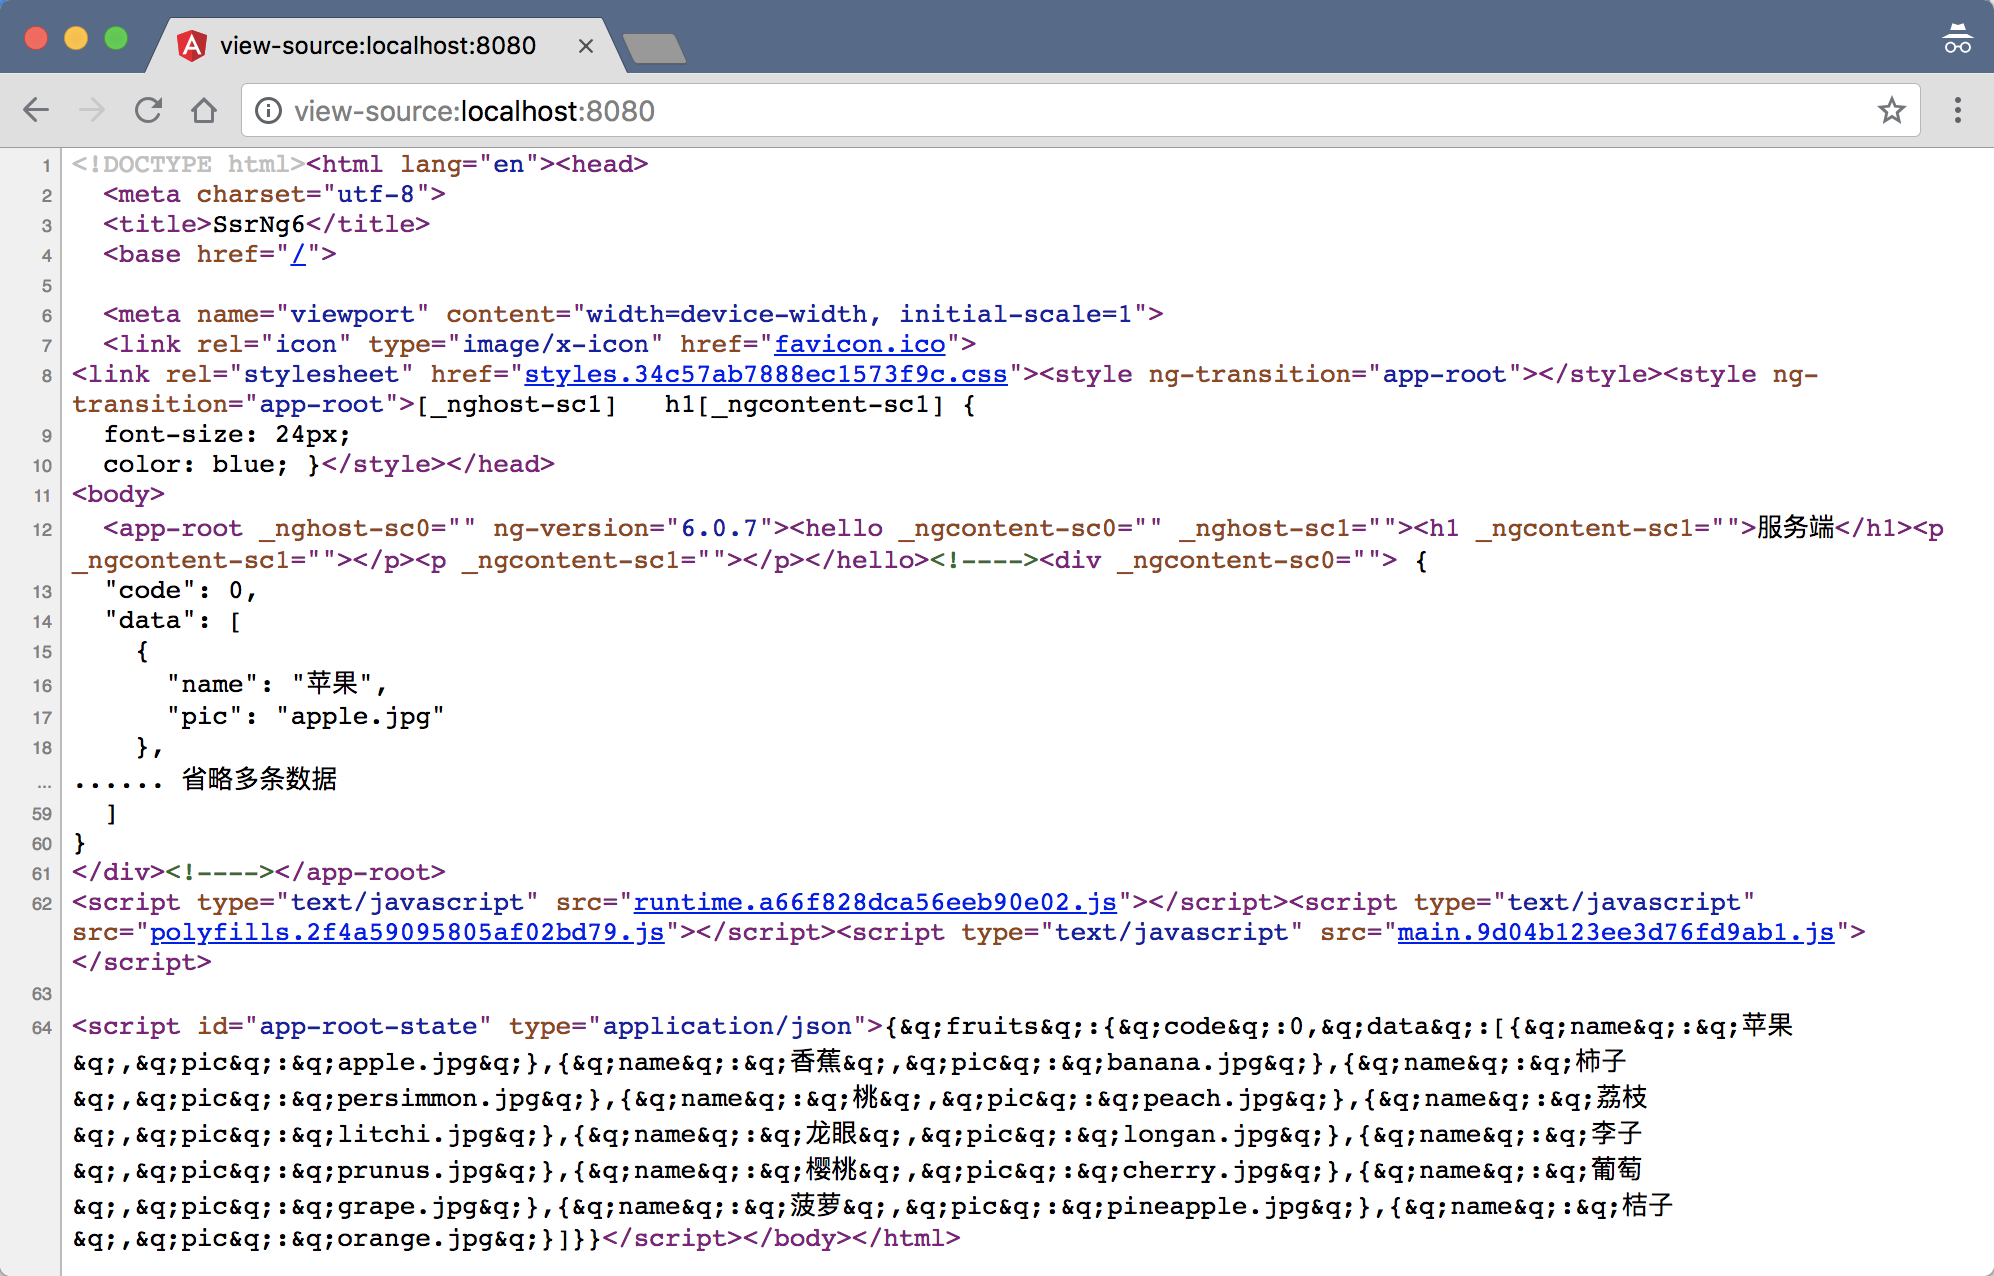 view-source:localhost:8080
view-source:localhost:8080
1 <!DOCTYPE html><html lang="en"><head>
2 <meta charset="utf-8">
3 <title>SsrNg6</title>
4 <base href="/">
5
6 <meta name="viewport" content="width=device-width, initial-scale=1">
7 <link rel="icon" type="image/x-icon" href="favicon.ico">
8 <link rel="stylesheet" href="styles.34c57ab7888ec1573f9c.css"><style ng-transition="app-root"></style><style ng-
transition="app-root">[_nghost-sc1]   h1[_ngcontent-sc1] {
9 font-size: 24px;
10 color: blue; }</style></head>
11 <body>
12 <app-root _nghost-sc0="" ng-version="6.0.7"><hello _ngcontent-sc0="" _nghost-sc1=""><h1 _ngcontent-sc1="">服务端</h1><p
_ngcontent-sc1=""></p><p _ngcontent-sc1=""></p></hello><!----><div _ngcontent-sc0=""> {
13 "code": 0,
14 "data": [
15 {
16 "name": "苹果",
17 "pic": "apple.jpg"
18 },
... ...... 省略多条数据
59 ]
60 }
61 </div><!----></app-root>
62 <script type="text/javascript" src="runtime.a66f828dca56eeb90e02.js"></script><script type="text/javascript"
src="polyfills.2f4a59095805af02bd79.js"></script><script type="text/javascript" src="main.9d04b123ee3d76fd9ab1.js">
</script>
63
64 <script id="app-root-state" type="application/json">{&q;fruits&q;:{&q;code&q;:0,&q;data&q;:[{&q;name&q;:&q;苹果
&q;,&q;pic&q;:&q;apple.jpg&q;},{&q;name&q;:&q;香蕉&q;,&q;pic&q;:&q;banana.jpg&q;},{&q;name&q;:&q;柿子
&q;,&q;pic&q;:&q;persimmon.jpg&q;},{&q;name&q;:&q;桃&q;,&q;pic&q;:&q;peach.jpg&q;},{&q;name&q;:&q;荔枝
&q;,&q;pic&q;:&q;litchi.jpg&q;},{&q;name&q;:&q;龙眼&q;,&q;pic&q;:&q;longan.jpg&q;},{&q;name&q;:&q;李子
&q;,&q;pic&q;:&q;prunus.jpg&q;},{&q;name&q;:&q;樱桃&q;,&q;pic&q;:&q;cherry.jpg&q;},{&q;name&q;:&q;葡萄
&q;,&q;pic&q;:&q;grape.jpg&q;},{&q;name&q;:&q;菠萝&q;,&q;pic&q;:&q;pineapple.jpg&q;},{&q;name&q;:&q;桔子
&q;,&q;pic&q;:&q;orange.jpg&q;}]}}</script></body></html>